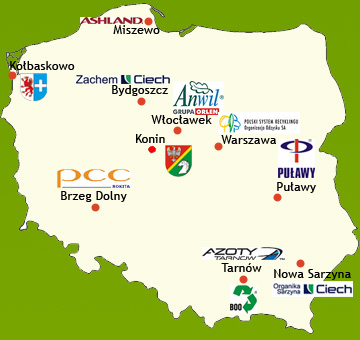 ASHLAND.
Miszewo
Kołbaskowo
Zachem Ciech
Bydgoszcz
Anwil
GRUPA ORLEN
Włocławek
POLSKI SYSTEM RECYKLINGU
Organizacja Odzysku SA
Warszawa
Konin
PUŁAWY
Puławy
PCC
ROKITA
Brzeg Dolny
AZOTY
TARNÓW
Tarnów
BOO
Nowa Sarzyna
Organika
Sarzyna Ciech